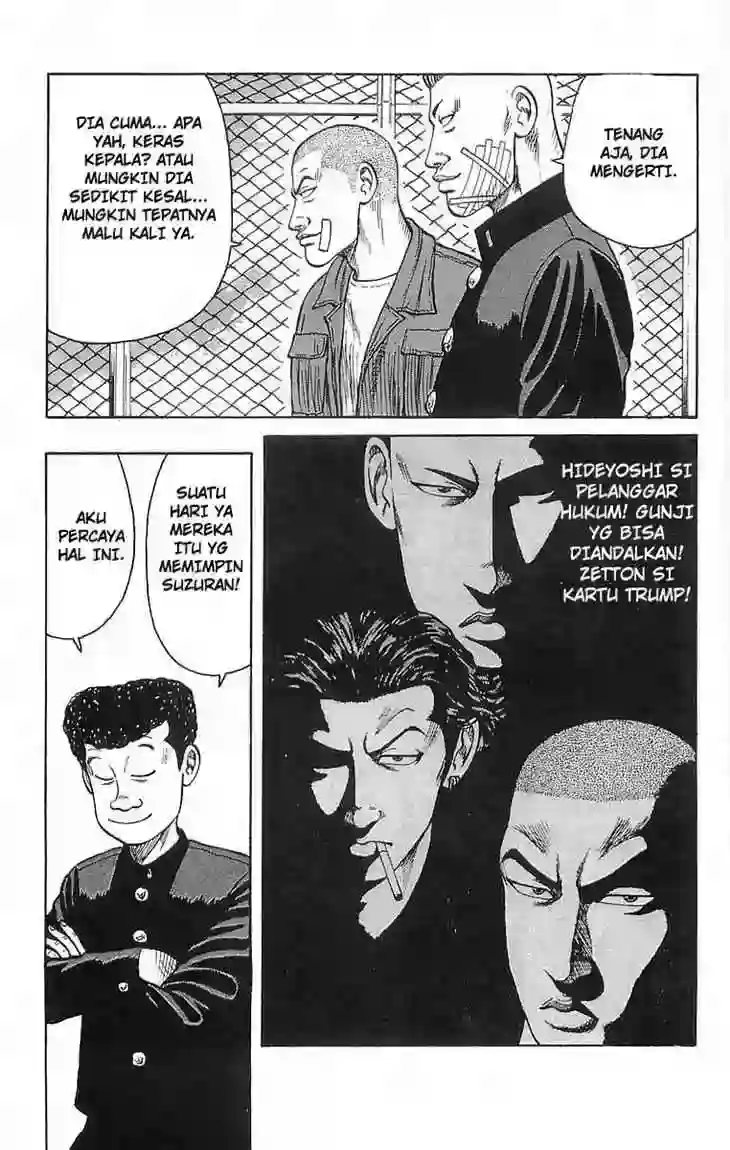 TENANG
AJA, DIA
MENGERTI.
DIA CUMA... APA
YAH, KERAS
KEPALA? ATAU
MUNGKIN DIA
SEDIKIT KESAL...
MUNGKIN TEPATNYA
MALU KALI YA.
HIDEYOSHI SI
PELANGGAR
HUKUM! GUNJI
YG BISA
DIANDALKAN!
ZETTON SI
KARTU TRUMP!
SUATU
HARI YA
MEREKA
ITU YG
MEMIMPIN
SUZURAN!
AKU
PERCAYA
HAL INI.